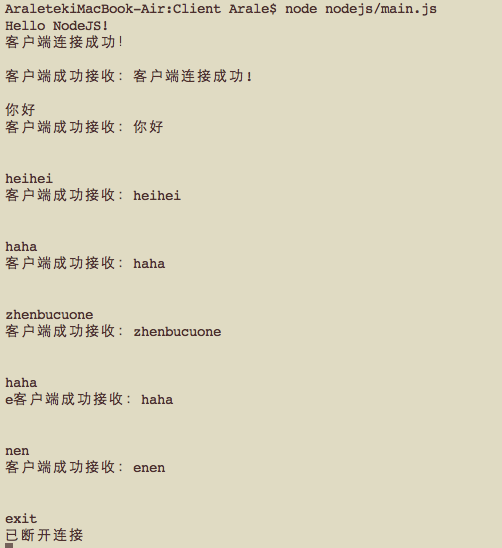 AraletekiMacBook-Air:Client Arale$ node nodejs/main.js
Hello NodeJS!
客户端连接成功!
客户端成功接收: 客户端连接成功!
你好
客户端成功接收: 你好
heihei
客户端成功接收: heihei
haha
客户端成功接收: haha
zhenbucuone
客户端成功接收: zhenbucuone
haha
e客户端成功接收: haha
nen
客户端成功接收: enen
exit
已断开连接